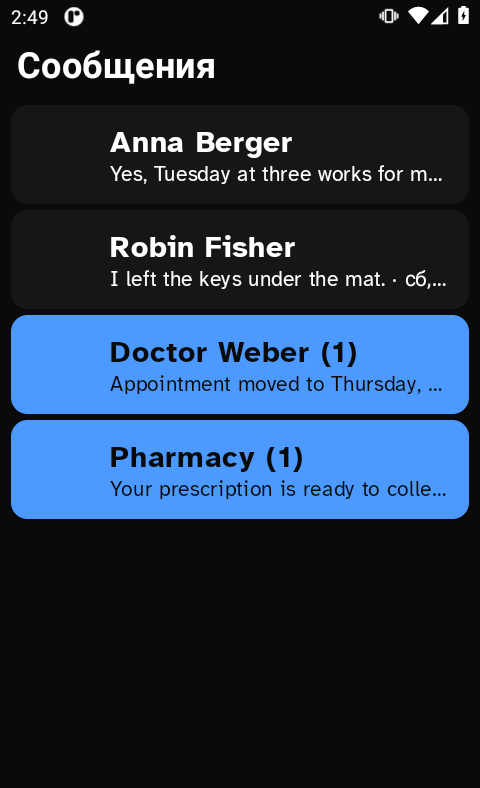 2:49
Сообщения
Anna Berger
Yes, Tuesday at three works for m...
Robin Fisher
I left the keys under the mat. · сб,...
Doctor Weber (1)
Appointment moved to Thursday, ...
Pharmacy (1)
Your prescription is ready to colle...